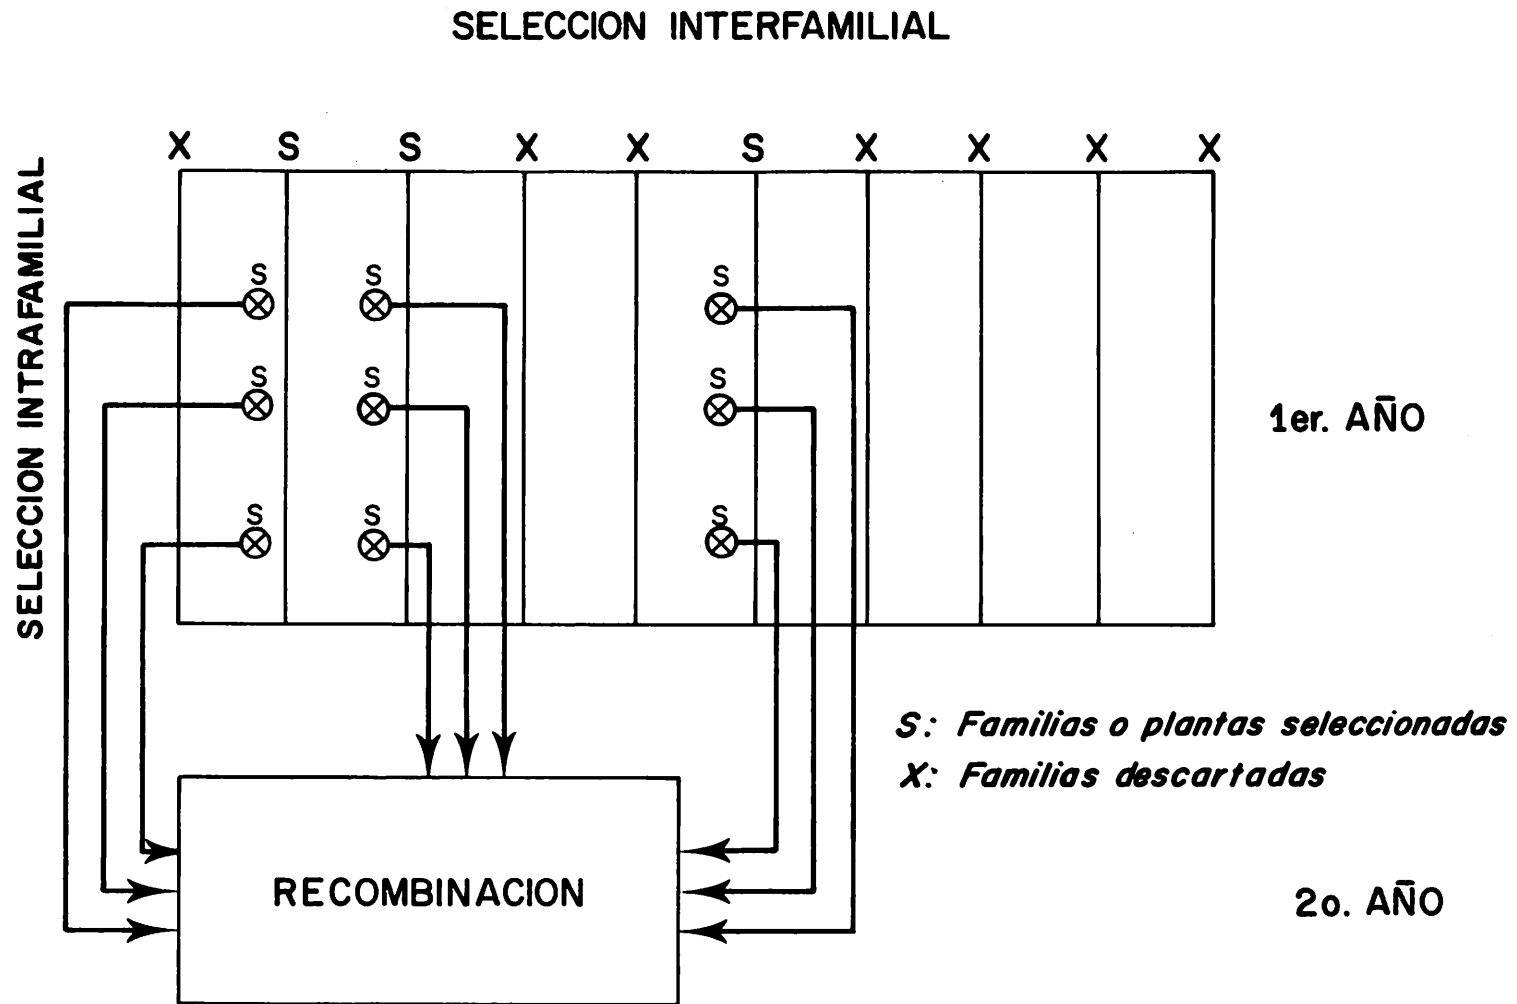 SELECCION INTERFAMILIAL
X S S X X S X X X X
SELECCION INTRAFAMILIAL
S S S
S S S
S S S
1er. AÑO
S: Familias o plantas seleccionadas
X: Familias descartadas
RECOMBINACION
2o. AÑO